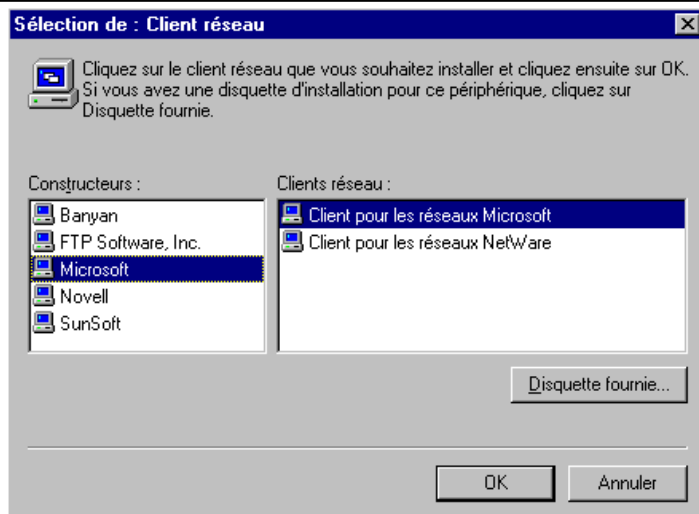 Sélection de : Client réseau
Cliquez sur le client réseau que vous souhaitez installer et cliquez ensuite sur OK.
Si vous avez une disquette d'installation pour ce périphérique, cliquez sur
Disquette fournie.
Constructeurs :
Banyan
FTP Software, Inc.
Microsoft
Novell
SunSoft
Clients réseau :
Client pour les réseaux Microsoft
Client pour les réseaux NetWare
Disquette fournie...
OK
Annuler